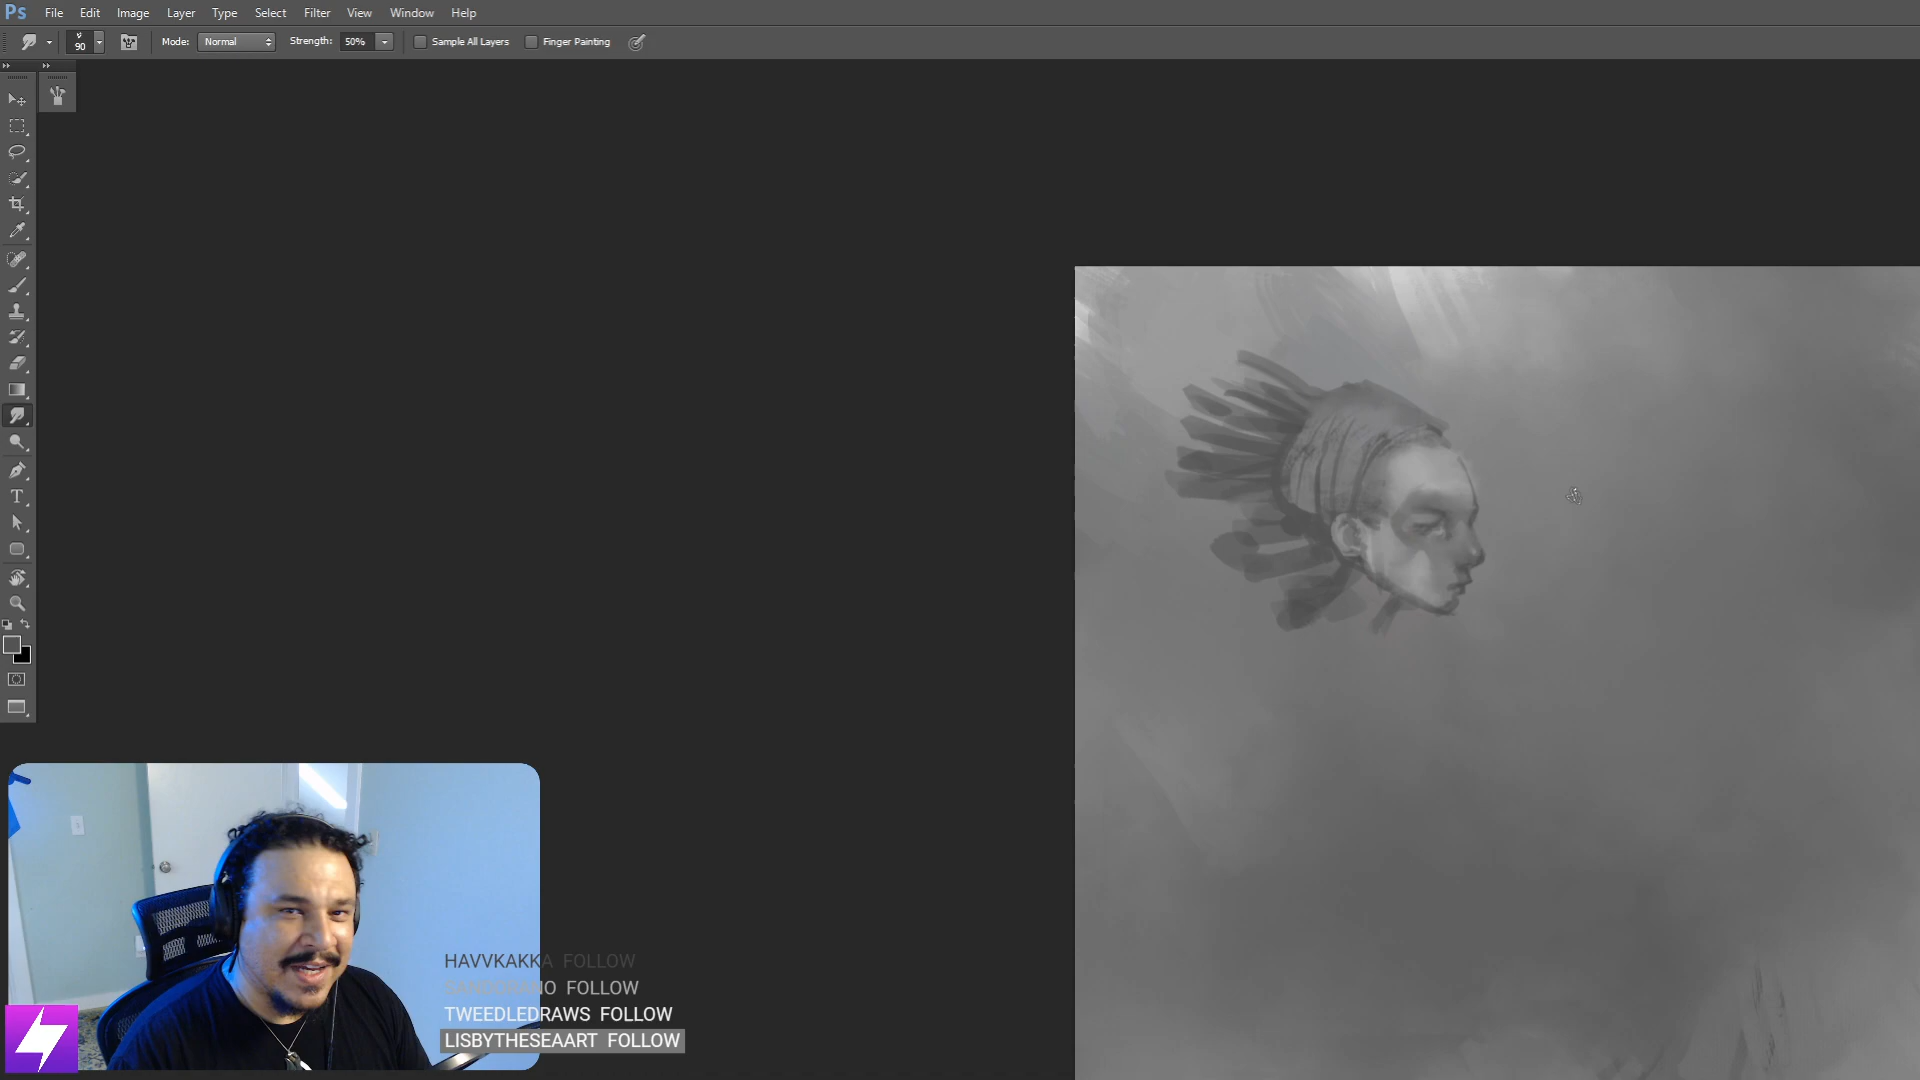 Ps File Edit Image Layer Type Select Filter View Window Help
90 Mode: Normal Strength: 50% Sample All Layers Finger Painting
T
HAVVKAKKA FOLLOW
SANDORANO FOLLOW
TWEEDLEDRAWS FOLLOW
LISBYTHESEAART FOLLOW